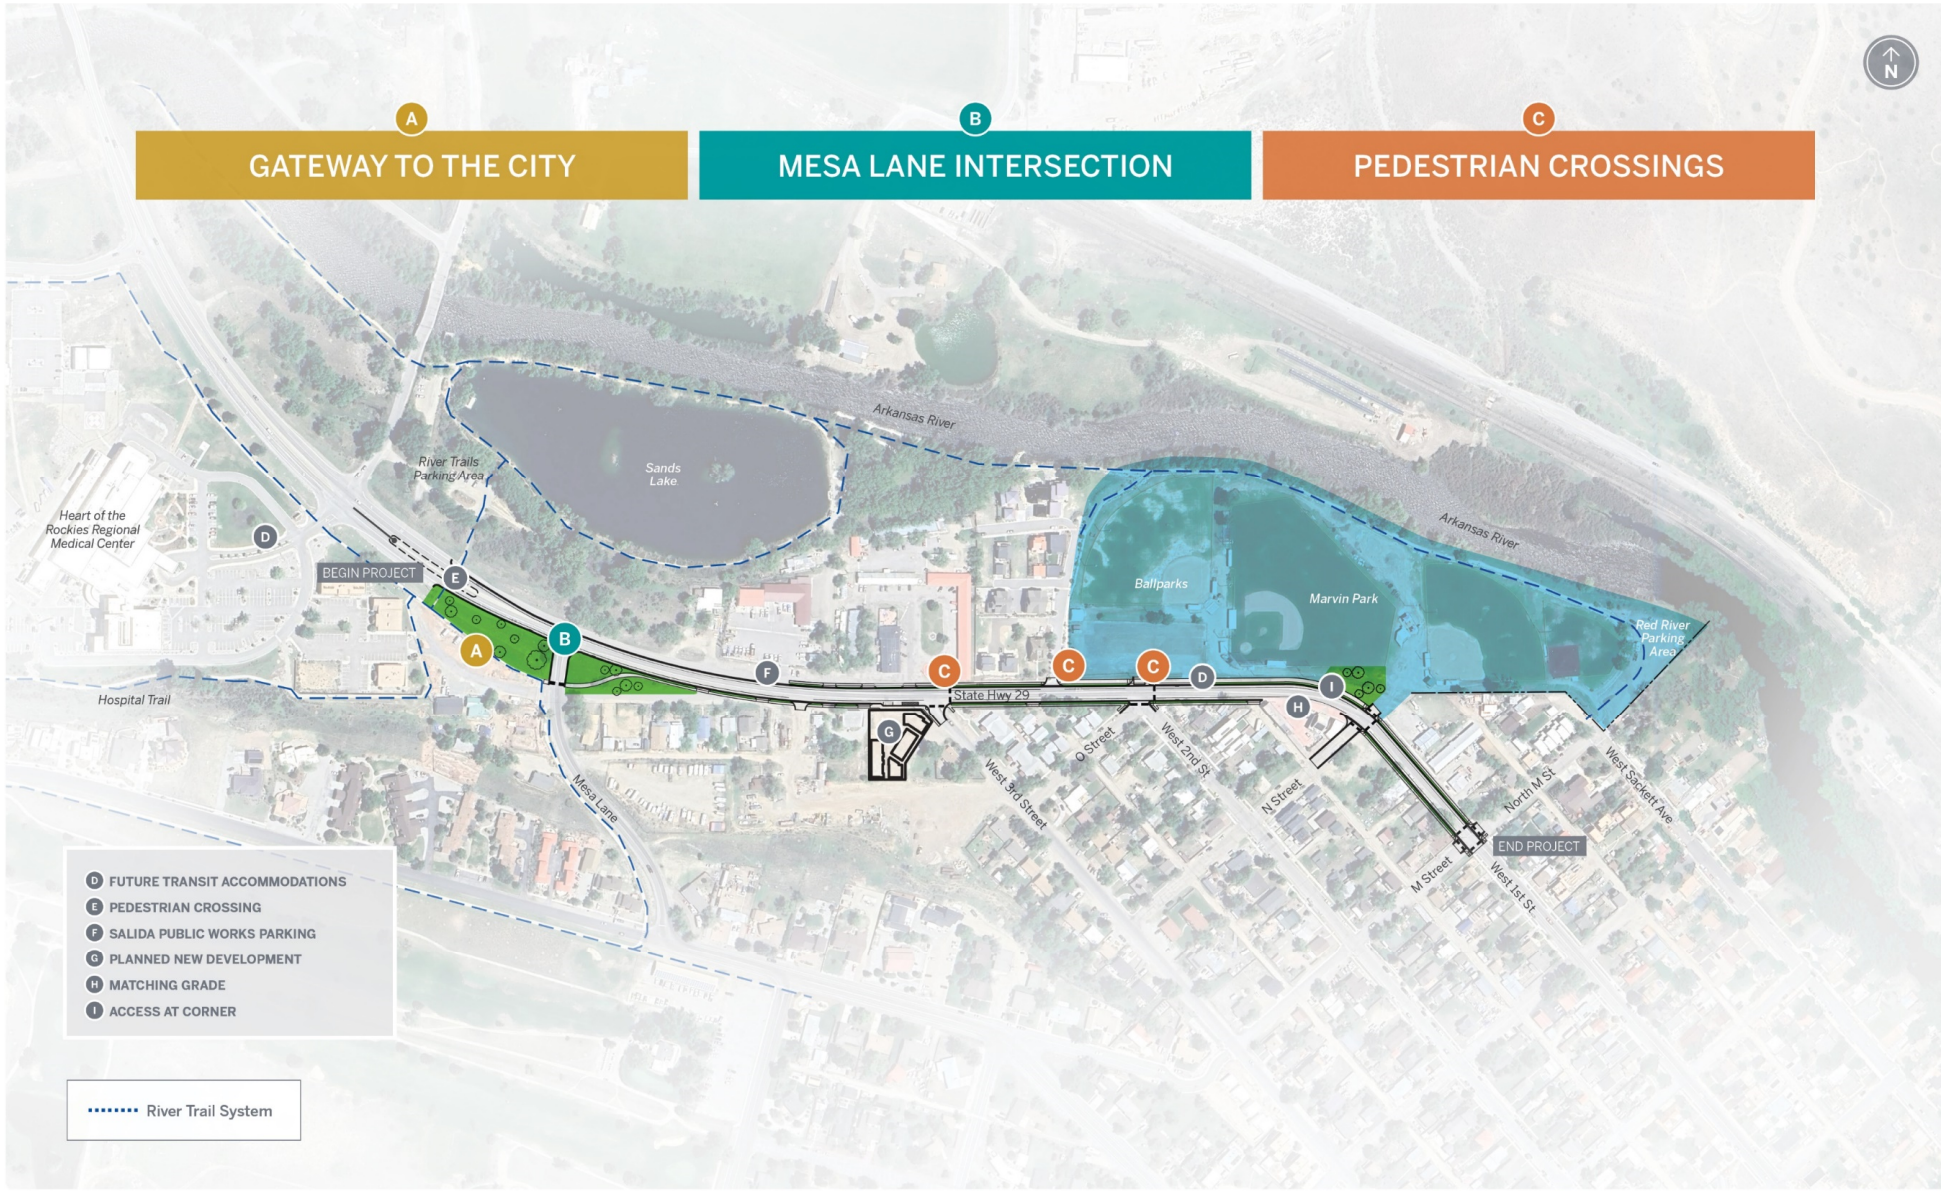 N
A
B
C
GATEWAY TO THE CITY
MESA LANE INTERSECTION
PEDESTRIAN CROSSINGS
Arkansas River
River Trails
Parking Area
Sands
Lake
Heart of the
Rockies Regional
Medical Center
D
Arkansas River
BEGIN PROJECT
E
Ballparks
Marvin Park
Red River
Parking
Area
A
B
F
C
C
C
D
I
H
State Hwy 29
Hospital Trail
G
Mesa Lane
West 3rd Street
O Street
West 2nd St.
N Street
North M St
West Sackett Ave
END PROJECT
M Street
West 1st St.
D FUTURE TRANSIT ACCOMMODATIONS
E PEDESTRIAN CROSSING
F SALIDA PUBLIC WORKS PARKING
G PLANNED NEW DEVELOPMENT
H MATCHING GRADE
I ACCESS AT CORNER
River Trail System